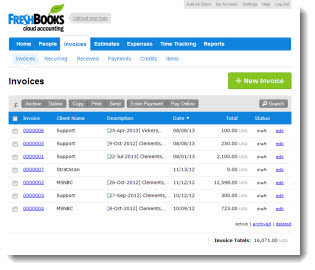 Add-on Sites My Account Settings Help Logout
FRESHBOOKS
cloud accounting
Upload your logo
Home People Invoices Estimates Expenses Time Tracking Reports
Invoices Recurring Received Payments Credits Items
Invoices
+ New Invoice
Archive Delete Copy Print Send Enter Payment Pay Online Search
Invoice Client Name Description Date ▼ Total Status
0000006 Support [25-Apr-2013] Vickers,... 08/08/13 100.00 USD draft edit
0000005 Support [9-Oct-2012] Clements,... 08/08/13 250.00 USD draft edit
0000001 Support [22-Jul-2013] Clements,... 08/01/13 2,100.00 USD draft edit
0000007 Stratasan 11/13/12 0.00 USD draft edit
0000002 MSNBC [26-Oct-2012] Clements,... 11/12/12 12,598.00 USD draft edit
0000003 Support [27-Sep-2012] Clements,... 10/12/12 300.00 USD draft edit
0000004 MSNBC [8-Oct-2012] Clements,... 10/09/12 723.00 USD draft edit
active | archived | deleted
Invoice Totals: 16,071.00 USD